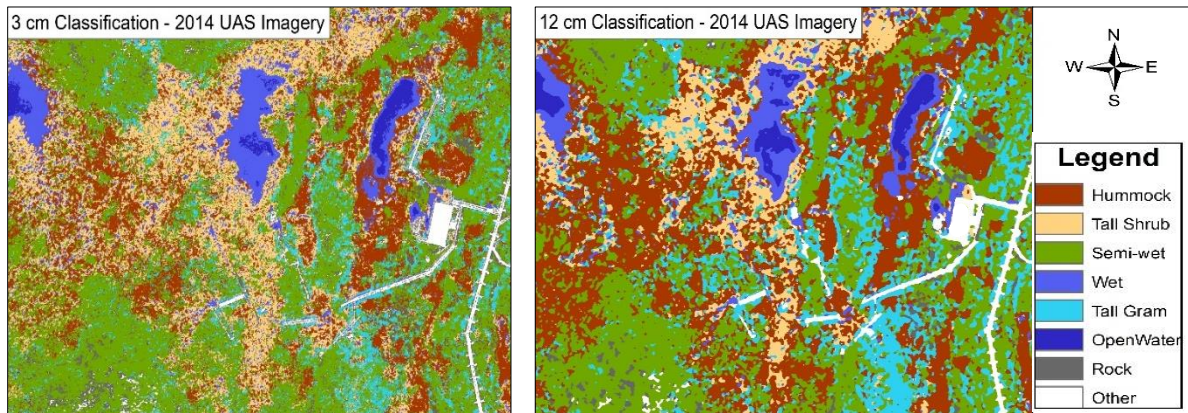 3 cm Classification - 2014 UAS Imagery
12 cm Classification - 2014 UAS Imagery
N
W E
S
Legend
Hummock
Tall Shrub
Semi-wet
Wet
Tall Gram
OpenWater
Rock
Other